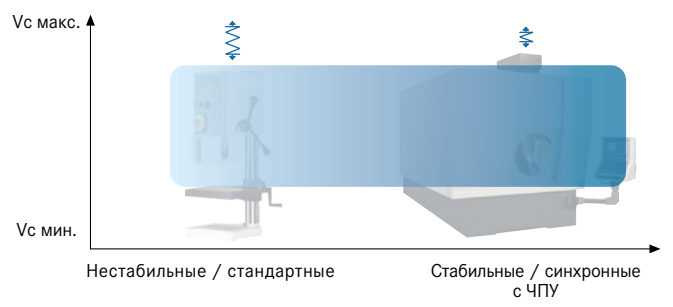 Vc макс.
Vc мин.
Нестабильные / стандартные
Стабильные / синхронные
с ЧПУ